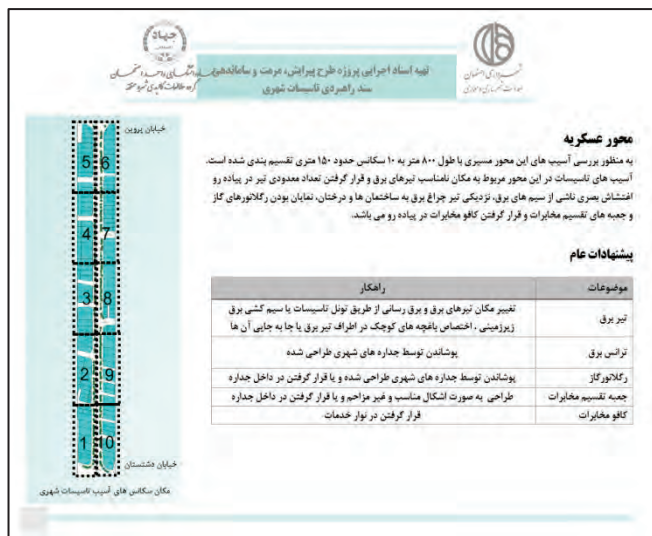 جهاد
تهیه اسناد اجرایی پروژه طرح پیرایش، مرمت و ساماندهی
سند راهبردی تاسیسات شهری
محور عسکریه
به منظور بررسی آسیب های این محور مسیری با طول ۸۰۰ متر به ۱۰ سکانس حدود ۱۵۰ متری تقسیم بندی شده است.
آسیب های تاسیسات در این محور مربوط به مکان نامناسب تیرهای برق و قرار گرفتن تعداد معدودی تیر در پیاده رو
اغتشاش بصری ناشی از سیم های برق، نزدیکی تیر چراغ برق به ساختمان ها و درختان، نمایان بودن رگلاتورهای گاز
و جعبه های تقسیم مخابرات و قرار گرفتن کافو مخابرات در پیاده رو می باشد.
پیشنهادات عام
موضوعات راهکار
تیر برق تغییر مکان تیرهای برق و برق رسانی از طریق تونل تاسیسات یا سیم کشی برق
زیرزمینی ، اختصاص باغچه های کوچک در اطراف تیر برق یا جا به جایی آن ها
ترانس برق پوشاندن توسط جداره های شهری طراحی شده
رگلاتورگاز پوشاندن توسط جداره های شهری طراحی شده و یا قرار گرفتن در داخل جداره
جعبه تقسیم مخابرات طراحی به صورت اشکال مناسب و غیر مزاحم و یا قرار گرفتن در داخل جداره
کافو مخابرات قرار گرفتن در نوار خدمات
خیابان پروین
5 6
4 7
3 8
2 9
1 10
خیابان دشتستان
مکان سکانس های آسیب تاسیسات شهری